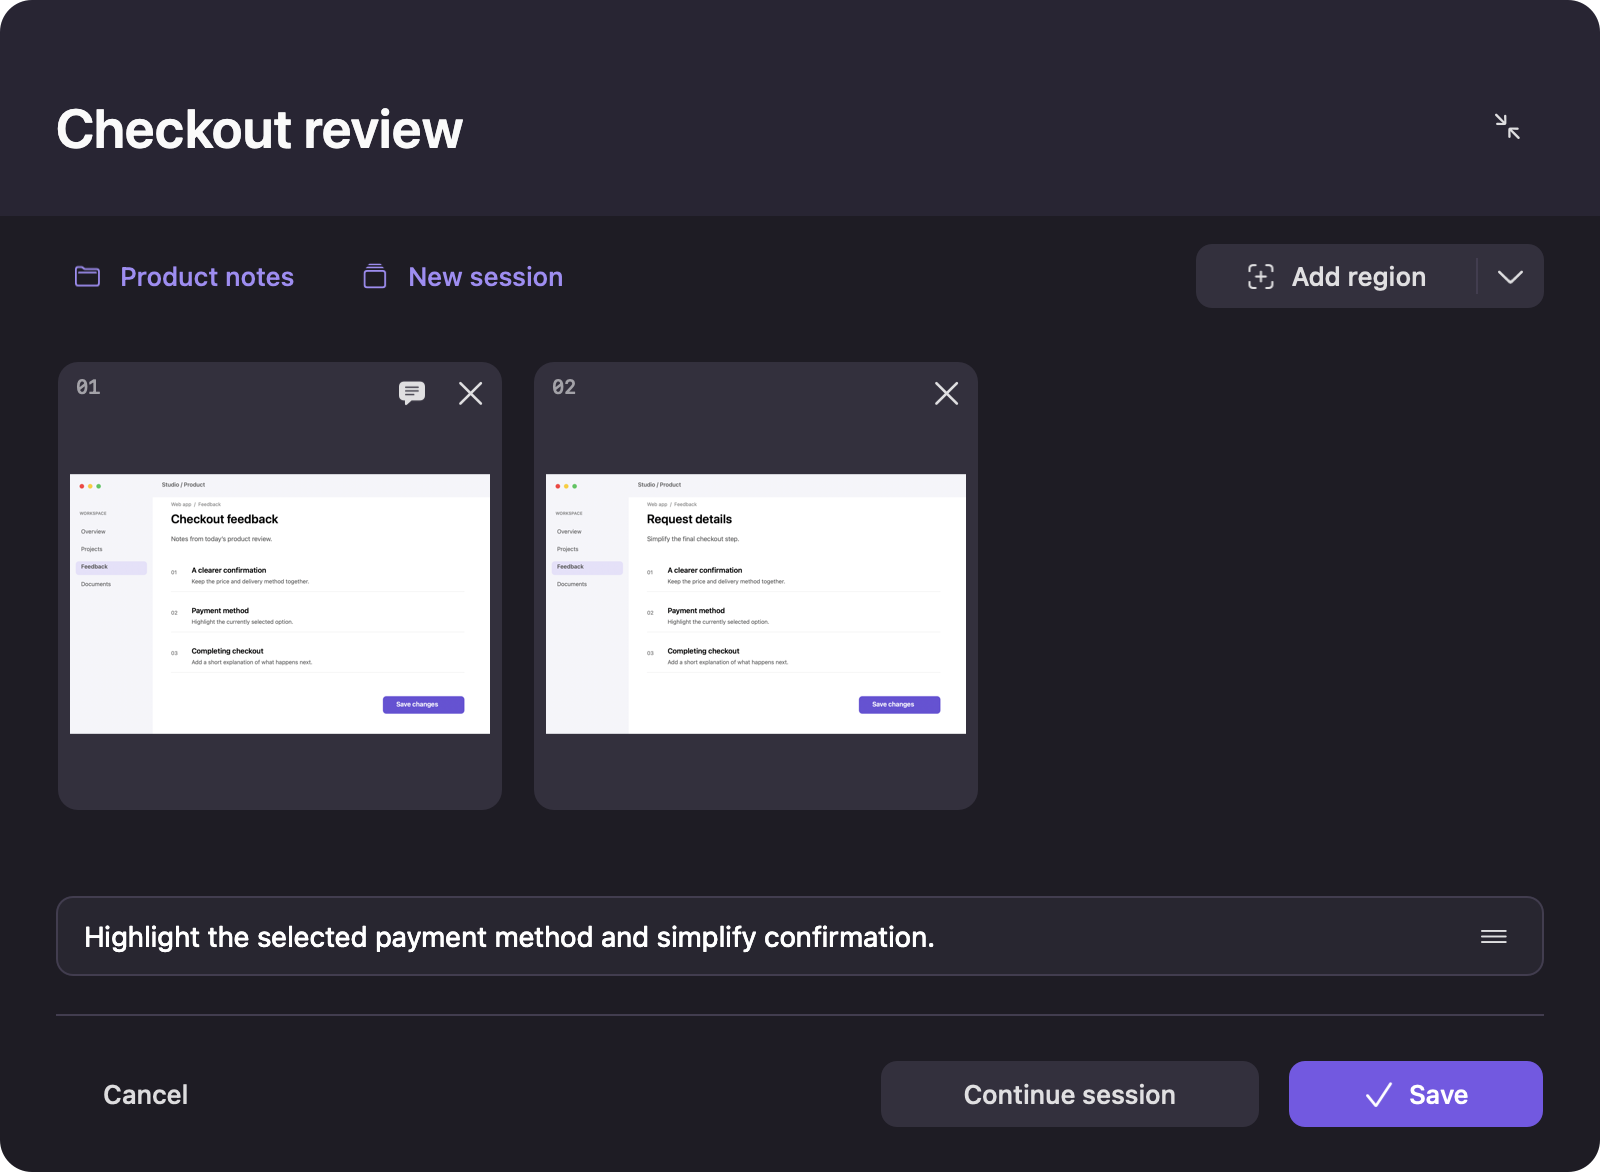 Checkout review
Product notes
New session
Add region
01
Studio / Product
Web app / Feedback
WORKSPACE
Overview
Projects
Feedback
Documents
Checkout feedback
Notes from today's product review.
01
A clearer confirmation
Keep the price and delivery method together.
02
Payment method
Highlight the currently selected option.
03
Completing checkout
Add a short explanation of what happens next.
Save changes
02
Studio / Product
Web app / Feedback
WORKSPACE
Overview
Projects
Feedback
Documents
Request details
Simplify the final checkout step.
01
A clearer confirmation
Keep the price and delivery method together.
02
Payment method
Highlight the currently selected option.
03
Completing checkout
Add a short explanation of what happens next.
Save changes
Highlight the selected payment method and simplify confirmation.
Cancel
Continue session
Save